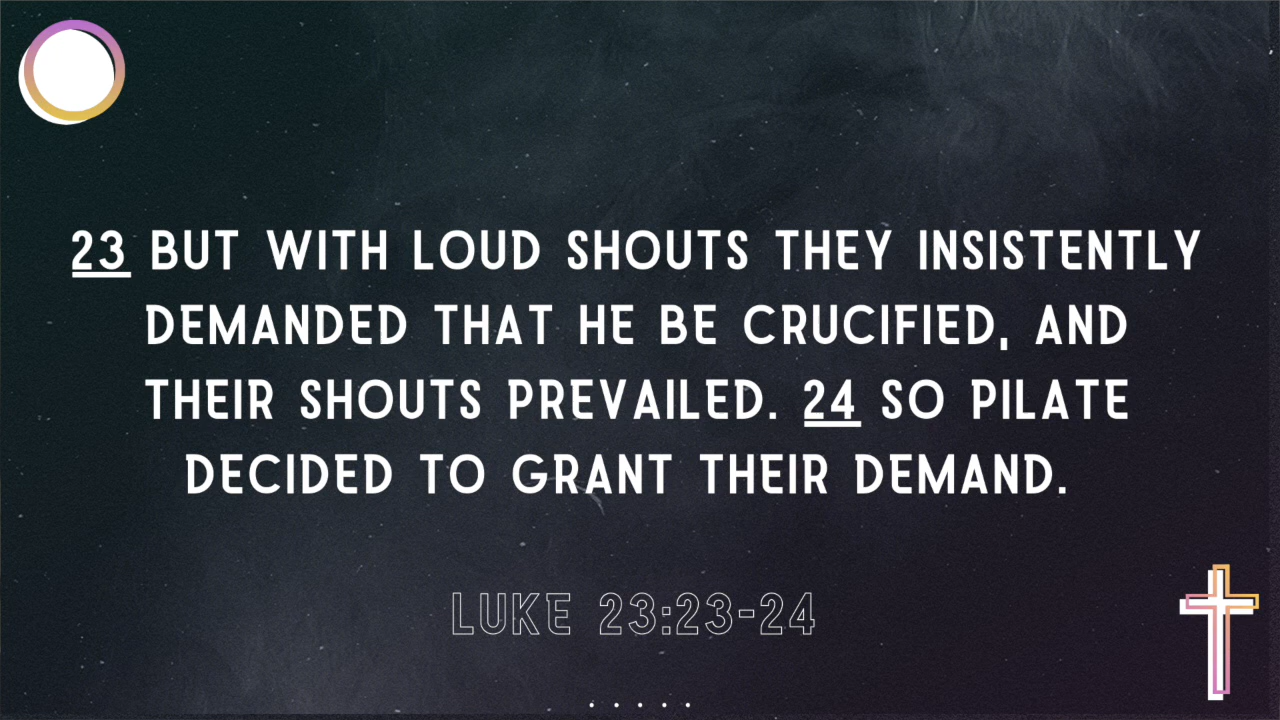 23 BUT WITH LOUD SHOUTS THEY INSISTENTLY
DEMANDED THAT HE BE CRUCIFIED, AND
THEIR SHOUTS PREVAILED. 24 SO PILATE
DECIDED TO GRANT THEIR DEMAND.
LUKE 23:23-24